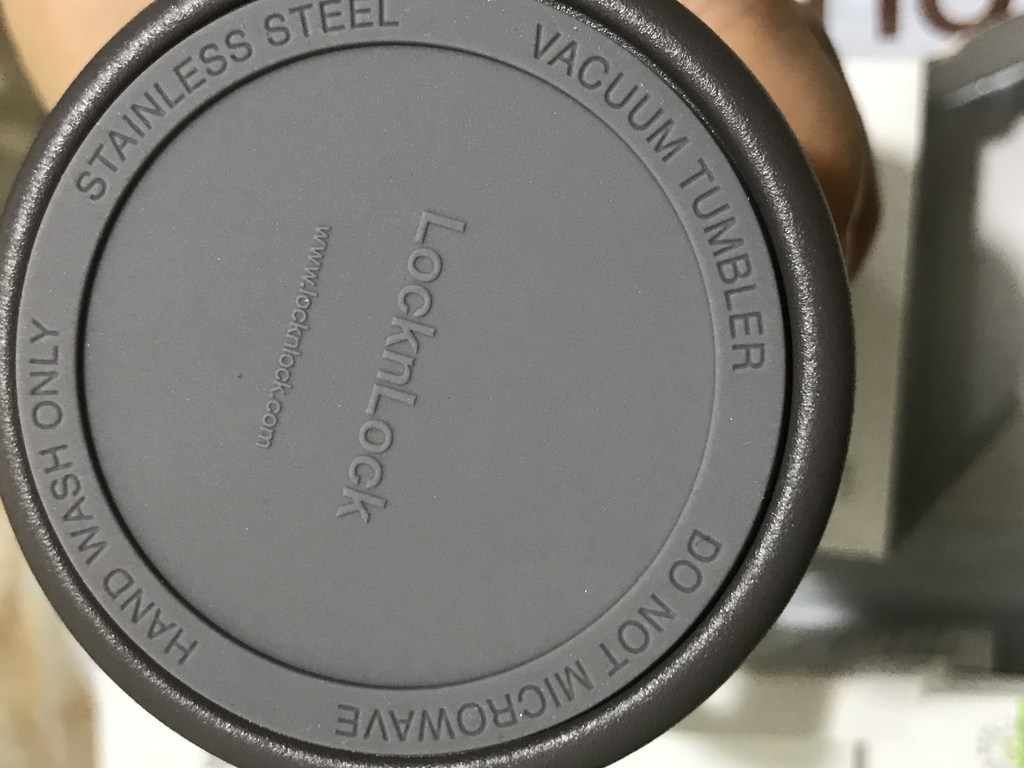 STAINLESS STEEL
VACUUM TUMBLER
DO NOT MICROWAVE
HAND WASH ONLY
LocknLock
www.locknlock.com